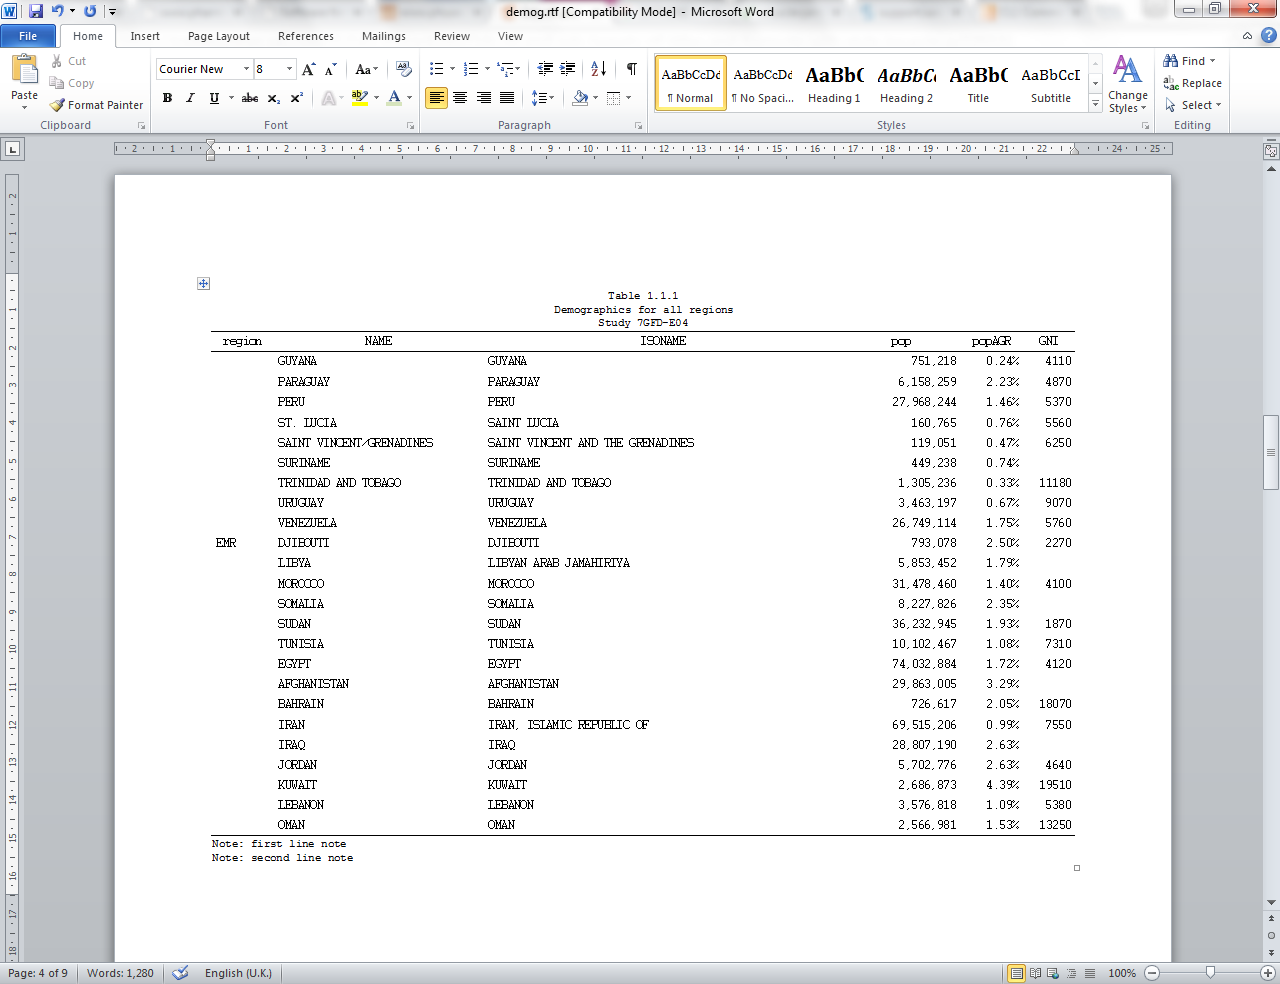 demog.rtf [Compatibility Mode] - Microsoft Word
File Home Insert Page Layout References Mailings Review View
Paste
Cut
Copy
Format Painter
Clipboard
Courier New 8
Font
Paragraph
AaBbCcDd AaBbCcDd AaBbC AaBbCc AaBbC AaBbCcI
¶ Normal ¶ No Spaci... Heading 1 Heading 2 Title Subtitle
Change Styles
Styles
Find
Replace
Select
Editing
Table 1.1.1
Demographics for all regions
Study 7GFD-E04
region NAME ISONAME pop popAGR GNI
GUYANA GUYANA 751,218 0.24% 4110
PARAGUAY PARAGUAY 6,158,259 2.23% 4870
PERU PERU 27,968,244 1.46% 5370
ST. LUCIA SAINT LUCIA 160,765 0.76% 5560
SAINT VINCENT/GRENADINES SAINT VINCENT AND THE GRENADINES 119,051 0.47% 6250
SURINAME SURINAME 449,238 0.74%
TRINIDAD AND TOBAGO TRINIDAD AND TOBAGO 1,305,236 0.33% 11180
URUGUAY URUGUAY 3,463,197 0.67% 9070
VENEZUELA VENEZUELA 26,749,114 1.75% 5760
EMR DJIBOUTI DJIBOUTI 793,078 2.50% 2270
LIBYA LIBYAN ARAB JAMAHIRIYA 5,853,452 1.79%
MOROCCO MOROCCO 31,478,460 1.40% 4100
SOMALIA SOMALIA 8,227,826 2.35%
SUDAN SUDAN 36,232,945 1.93% 1870
TUNISIA TUNISIA 10,102,467 1.08% 7310
EGYPT EGYPT 74,032,884 1.72% 4120
AFGHANISTAN AFGHANISTAN 29,863,005 3.29%
BAHRAIN BAHRAIN 726,617 2.05% 18070
IRAN IRAN, ISLAMIC REPUBLIC OF 69,515,206 0.99% 7550
IRAQ IRAQ 28,807,190 2.63%
JORDAN JORDAN 5,702,776 2.63% 4640
KUWAIT KUWAIT 2,686,873 4.39% 19510
LEBANON LEBANON 3,576,818 1.09% 5380
OMAN OMAN 2,566,981 1.53% 13250
Note: first line note
Note: second line note
Page: 4 of 9 Words: 1,280 English (U.K.) 100%